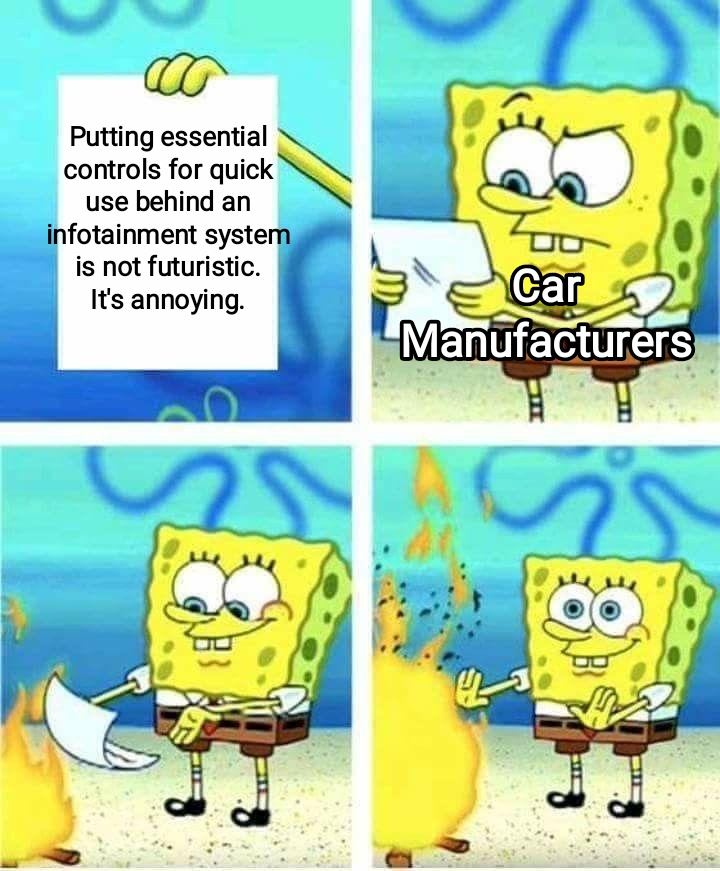 Putting essential
controls for quick
use behind an
infotainment system
is not futuristic.
It's annoying.
Car
Manufacturers